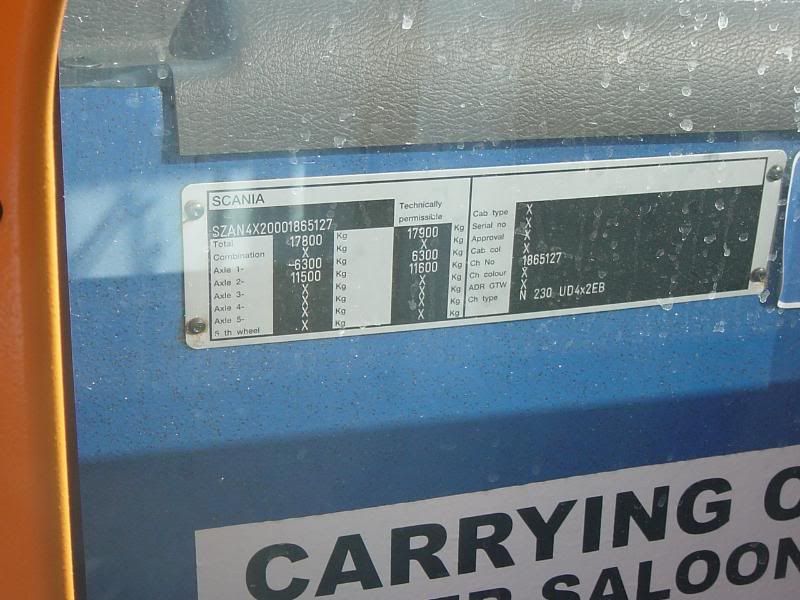 SCANIA
SZAN4X20001865127
Technically
permissible
Total 17800 Kg 17900 Kg
Combination X Kg X Kg
Axle 1- -6300 Kg 6300 Kg
Axle 2- 11500 Kg 11600 Kg
Axle 3- X Kg X Kg
Axle 4- X Kg X Kg
Axle 5- X Kg X Kg
5 th wheel X Kg X Kg
Cab type X
Serial no X
Approval X
Cab col X
Ch No 1865127
Ch colour X
ADR GTW X
Ch type N 230 UD4x2EB
CARRYING
SALOON